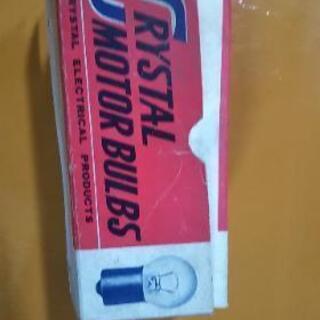 CRYSTAL
MOTOR BULBS
CRYSTAL ELECTRICAL PRODUCTS